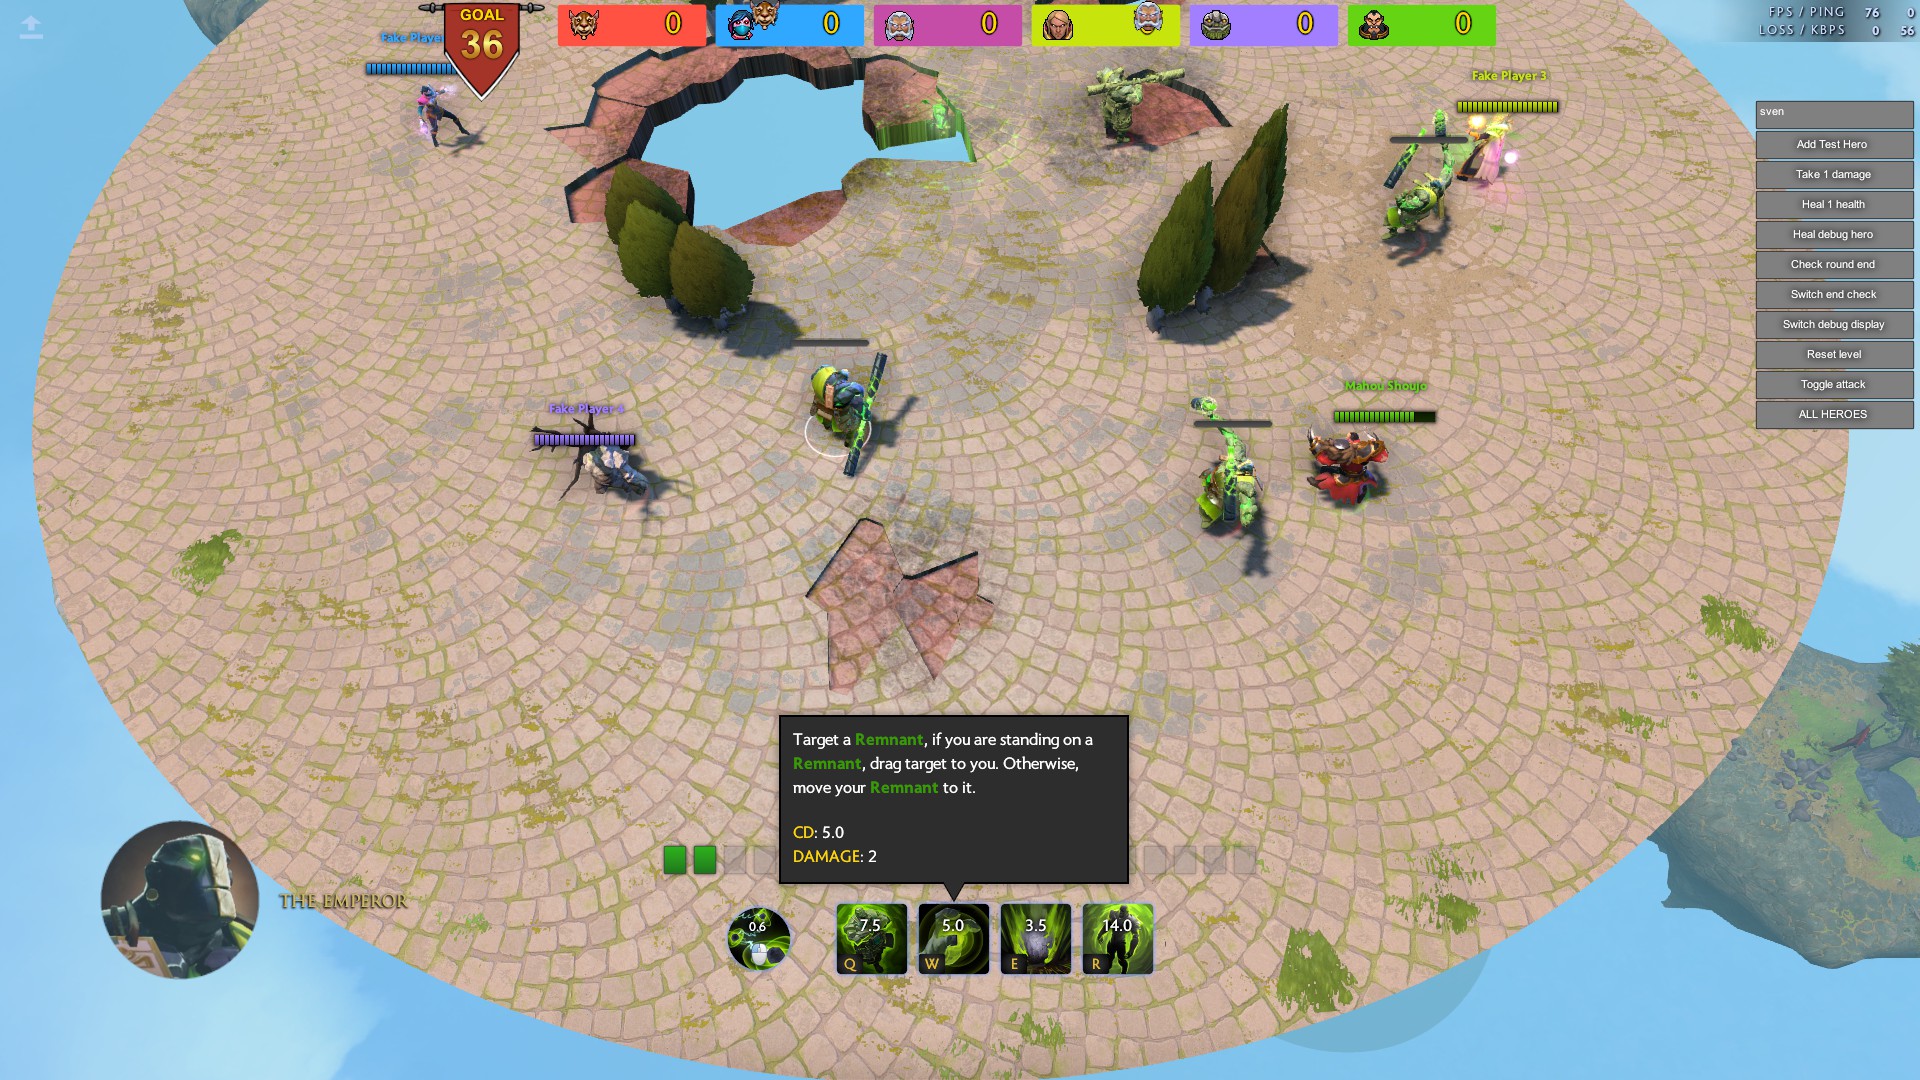 GOAL
36
0
0
0
0
0
0
FPS / PING 76 0
LOSS / KBPS 0 56
Fake Player
Fake Player 3
sven
Add Test Hero
Take 1 damage
Heal 1 health
Heal debug hero
Check round end
Switch end check
Switch debug display
Reset level
Toggle attack
ALL HEROES
Mahou Shoujo
Fake Player 4
Target a Remnant, if you are standing on a
Remnant, drag target to you. Otherwise,
move your Remnant to it.
CD: 5.0
DAMAGE: 2
THE EMPEROR
0.6
7.5
5.0
3.5
14.0
Q
W
E
R